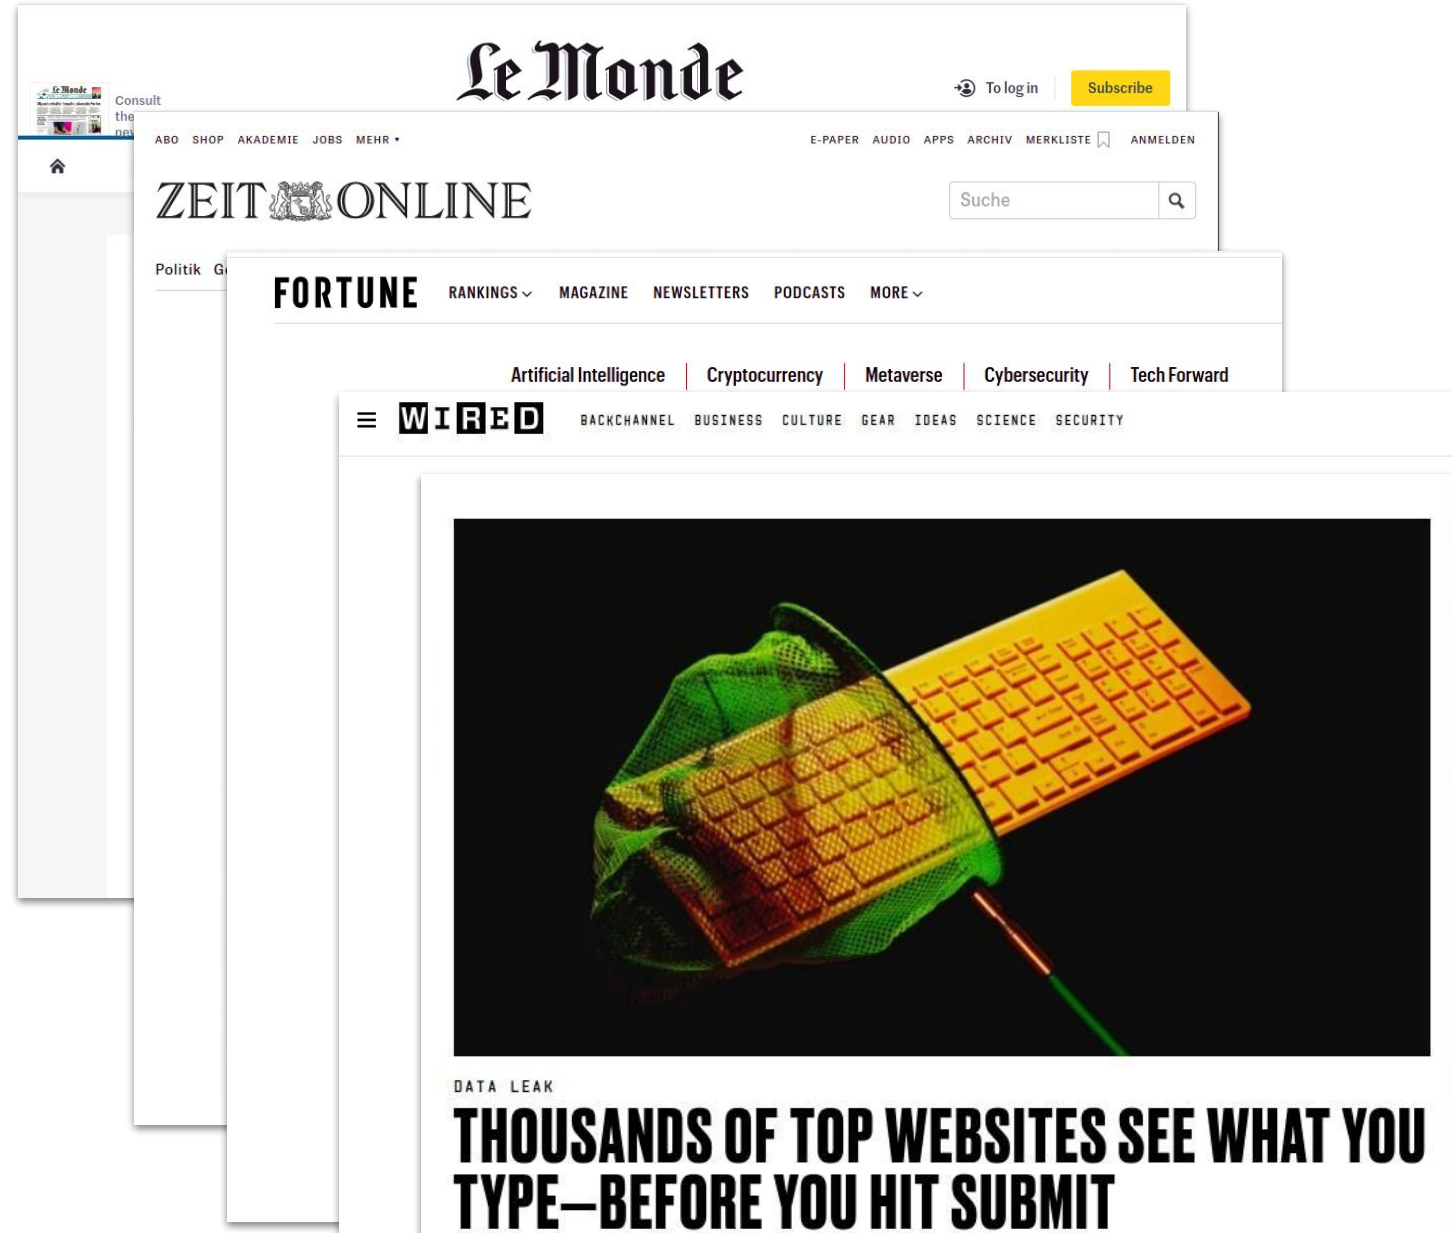 Le Monde
Le Monde
Consult
the
To log in
Subscribe
ABO SHOP AKADEMIE JOBS MEHR
E-PAPER AUDIO APPS ARCHIV MERKLISTE ANMELDEN
ZEIT ONLINE
Suche
Politik
FORTUNE RANKINGS MAGAZINE NEWSLETTERS PODCASTS MORE
Artificial Intelligence Cryptocurrency Metaverse Cybersecurity Tech Forward
WIRED BACKCHANNEL BUSINESS CULTURE GEAR IDEAS SCIENCE SECURITY
DATA LEAK
THOUSANDS OF TOP WEBSITES SEE WHAT YOU
TYPE—BEFORE YOU HIT SUBMIT